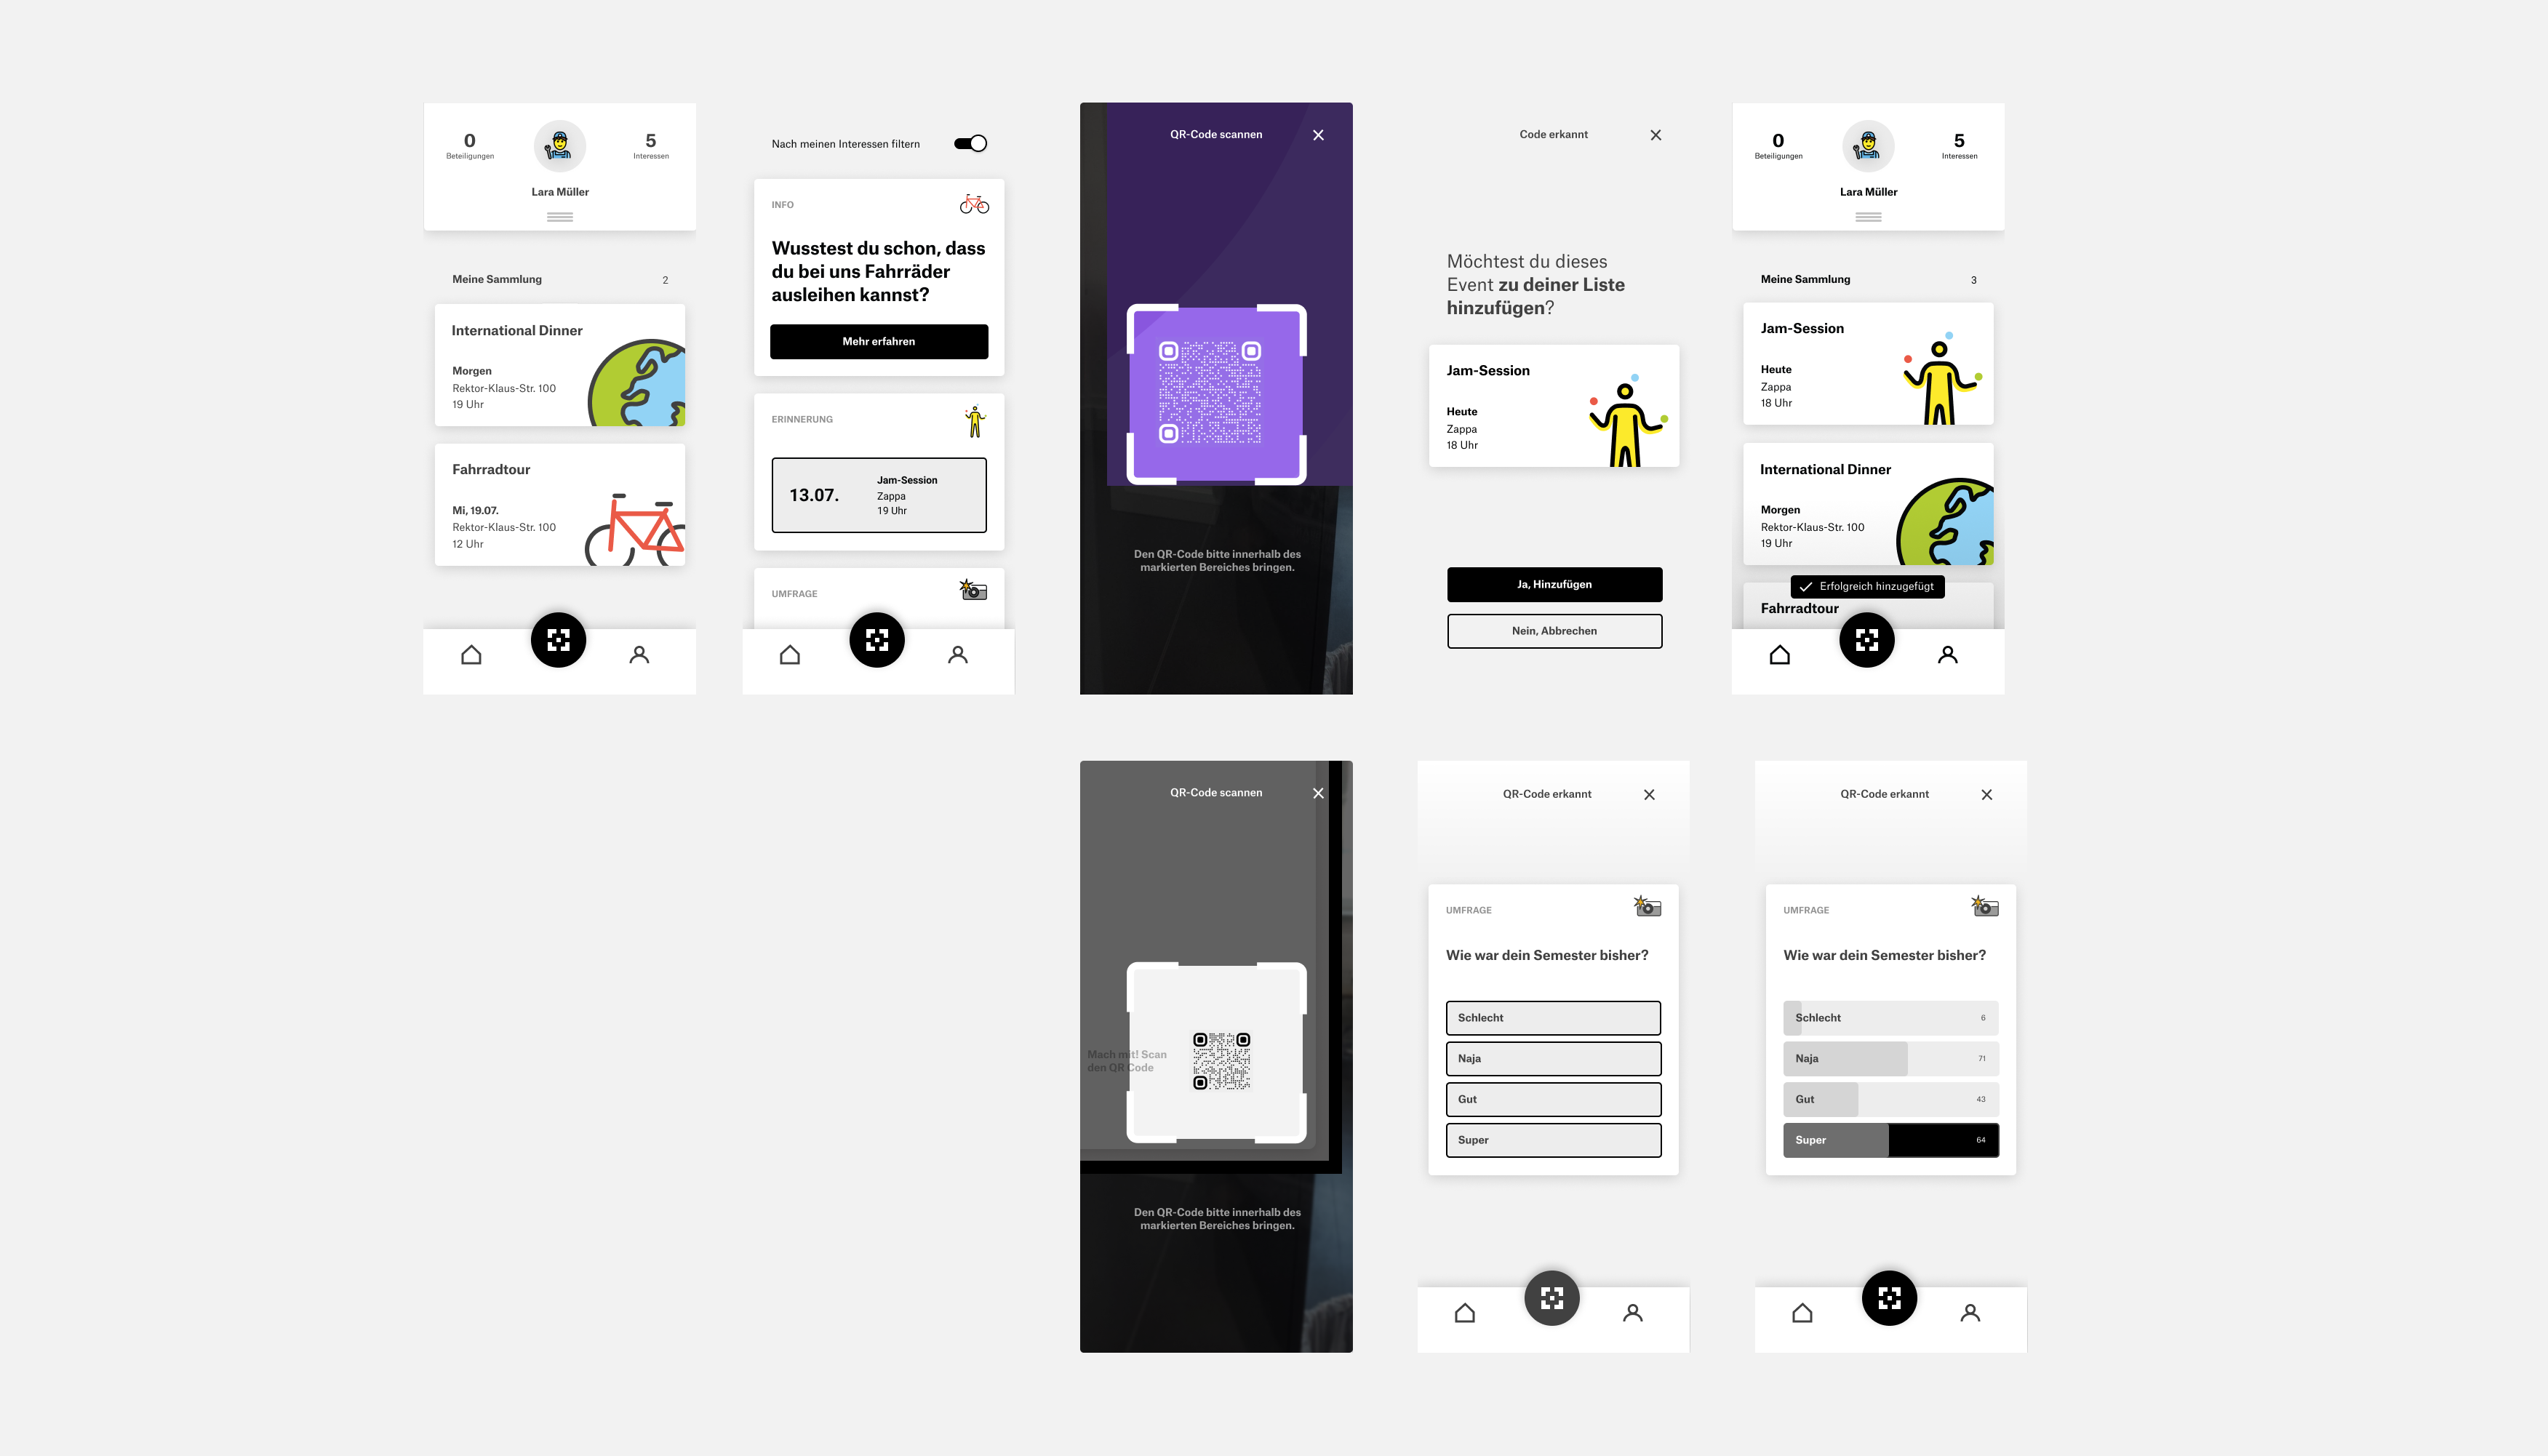 0
Beteiligungen
5
Interessen
Lara Müller
Meine Sammlung
2
International Dinner
Morgen
Rektor-Klaus-Str. 100
19 Uhr
Fahrradtour
Mi, 19.07.
Rektor-Klaus-Str. 100
12 Uhr
Nach meinen Interessen filtern
INFO
Wusstest du schon, dass
du bei uns Fahrräder
ausleihen kannst?
Mehr erfahren
ERINNERUNG
13.07.
Jam-Session
Zappa
19 Uhr
UMFRAGE
QR-Code scannen
Den QR-Code bitte innerhalb des
markierten Bereiches bringen.
Code erkannt
Möchtest du dieses
Event zu deiner Liste
hinzufügen?
Jam-Session
Heute
Zappa
18 Uhr
Ja, Hinzufügen
Nein, Abbrechen
0
Beteiligungen
5
Interessen
Lara Müller
Meine Sammlung
3
Jam-Session
Heute
Zappa
18 Uhr
International Dinner
Morgen
Rektor-Klaus-Str. 100
19 Uhr
Erfolgreich hinzugefügt
Fahrradtour
QR-Code scannen
Mach mit! Scan
den QR Code
Den QR-Code bitte innerhalb des
markierten Bereiches bringen.
QR-Code erkannt
UMFRAGE
Wie war dein Semester bisher?
Schlecht
Naja
Gut
Super
QR-Code erkannt
UMFRAGE
Wie war dein Semester bisher?
Schlecht
6
Naja
71
Gut
43
Super
64